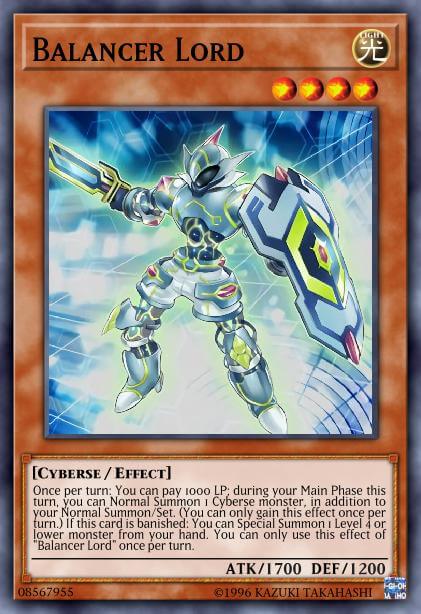 BALANCER LORD
LIGHT
光
[CYBERSE / EFFECT]
Once per turn: You can pay 1000 LP; during your Main Phase this
turn, you can Normal Summon 1 Cyberse monster, in addition to
your Normal Summon/Set. (You can only gain this effect once per
turn.) If this card is banished: You can Special Summon 1 Level 4 or
lower monster from your hand. You can only use this effect of
"Balancer Lord" once per turn.
ATK/1700 DEF/1200
08567955
©1996 KAZUKI TAKAHASHI